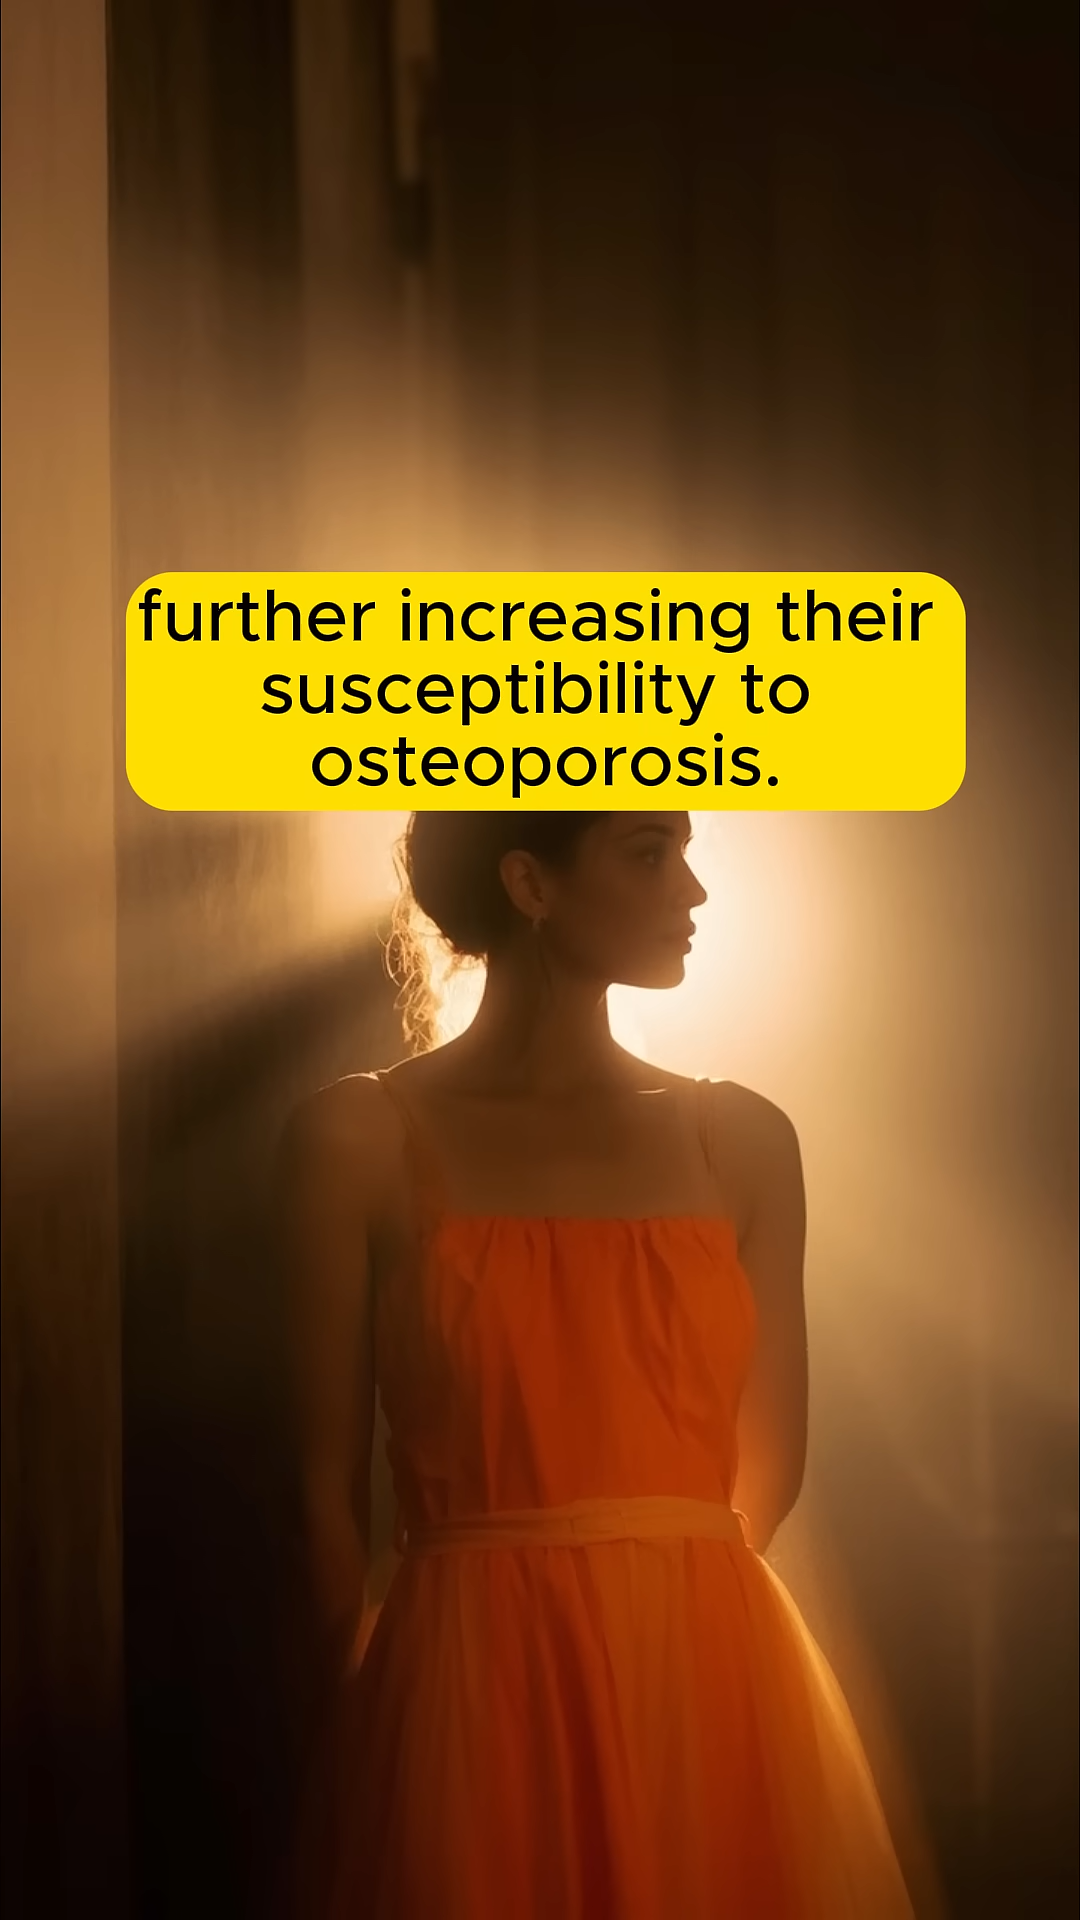 further increasing their
susceptibility to
osteoporosis.